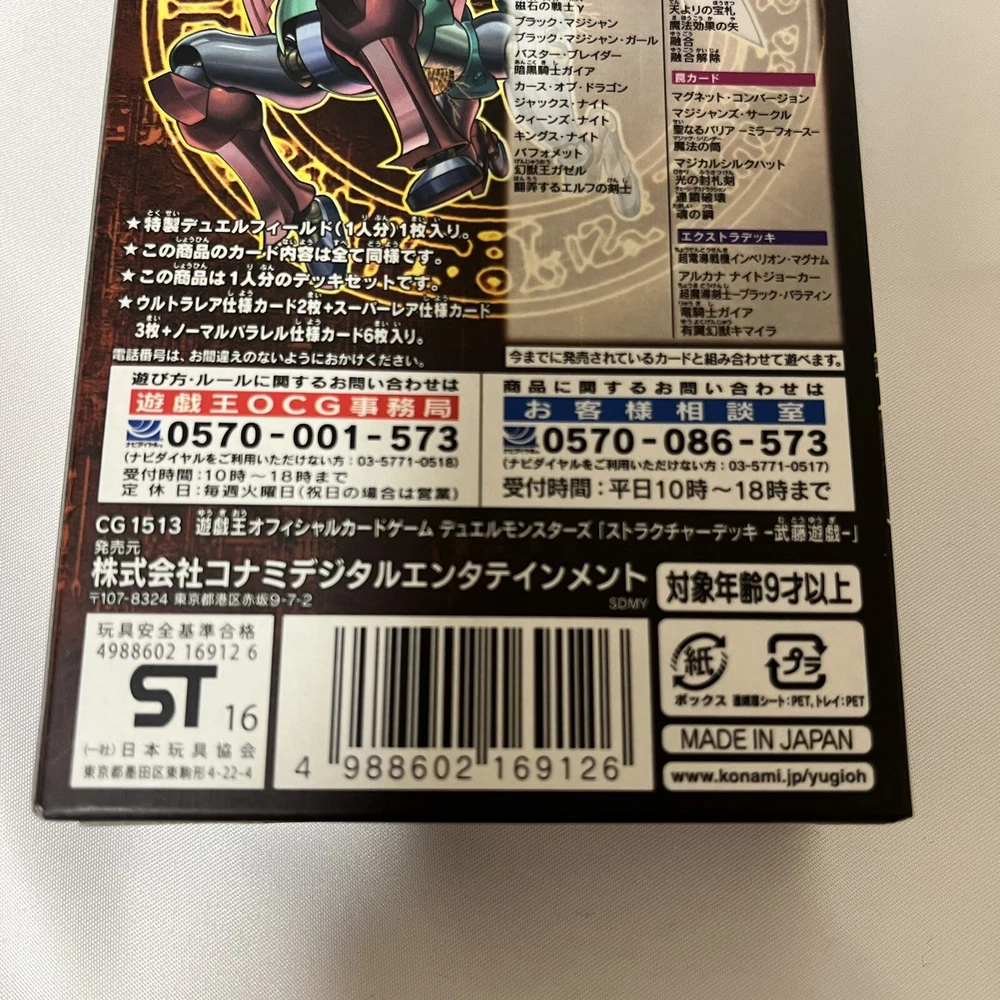 磁石の戦士γ
ブラック・マジシャン
ブラック・マジシャン・ガール
バスター・ブレイダー
暗黒騎士ガイア
カース・オブ・ドラゴン
ジャックス・ナイト
クィーンズ・ナイト
キングス・ナイト
バフォメット
幻獣王ガゼル
翻弄するエルフの剣士
天よりの宝札
魔法効果の矢
融合
融合解除
罠カード
マグネット・コンバージョン
マジシャンズ・サークル
聖なるバリア −ミラーフォース−
魔法の筒
マジカルシルクハット
光の封札剣
連鎖破壊
魂の綱
エクストラデッキ
超電導戦機インペリオン・マグナム
アルカナ ナイトジョーカー
超魔導剣士−ブラック・パラディン
竜騎士ガイア
有翼幻獣キマイラ
★特製デュエルフィールド(1人分)1枚入り。
★この商品のカード内容は全て同様です。
★この商品は1人分のデッキセットです。
★ウルトラレア仕様カード2枚+スーパーレア仕様カード
3枚+ノーマルパラレル仕様カード6枚入り。
電話番号は、お間違えのないようにおかけください。
今までに発売されているカードと組み合わせて遊べます。
遊び方・ルールに関するお問い合わせは
遊戯王OCG事務局
ナビダイヤル 0570-001-573
(ナビダイヤルをご利用いただけない方：03-5771-0518)
受付時間：10時～18時まで
定休日：毎週火曜日(祝日の場合は営業)
商品に関するお問い合わせは
お客様相談室
ナビダイヤル 0570-086-573
(ナビダイヤルをご利用いただけない方：03-5771-0517)
受付時間：平日10時～18時まで
CG1513 遊戯王オフィシャルカードゲーム デュエルモンスターズ「ストラクチャーデッキ -武藤遊戯-」
発売元
株式会社コナミデジタルエンタテインメント
〒107-8324 東京都港区赤坂9-7-2
SDMY
対象年齢9才以上
玩具安全基準合格
4988602 16912 6
ST 16
(一社)日本玩具協会
東京都墨田区東駒形4-22-4
4 988602 169126
紙
ボックス
プラ
遊戯面シート：PET,トレイ：PET
MADE IN JAPAN
www.konami.jp/yugioh